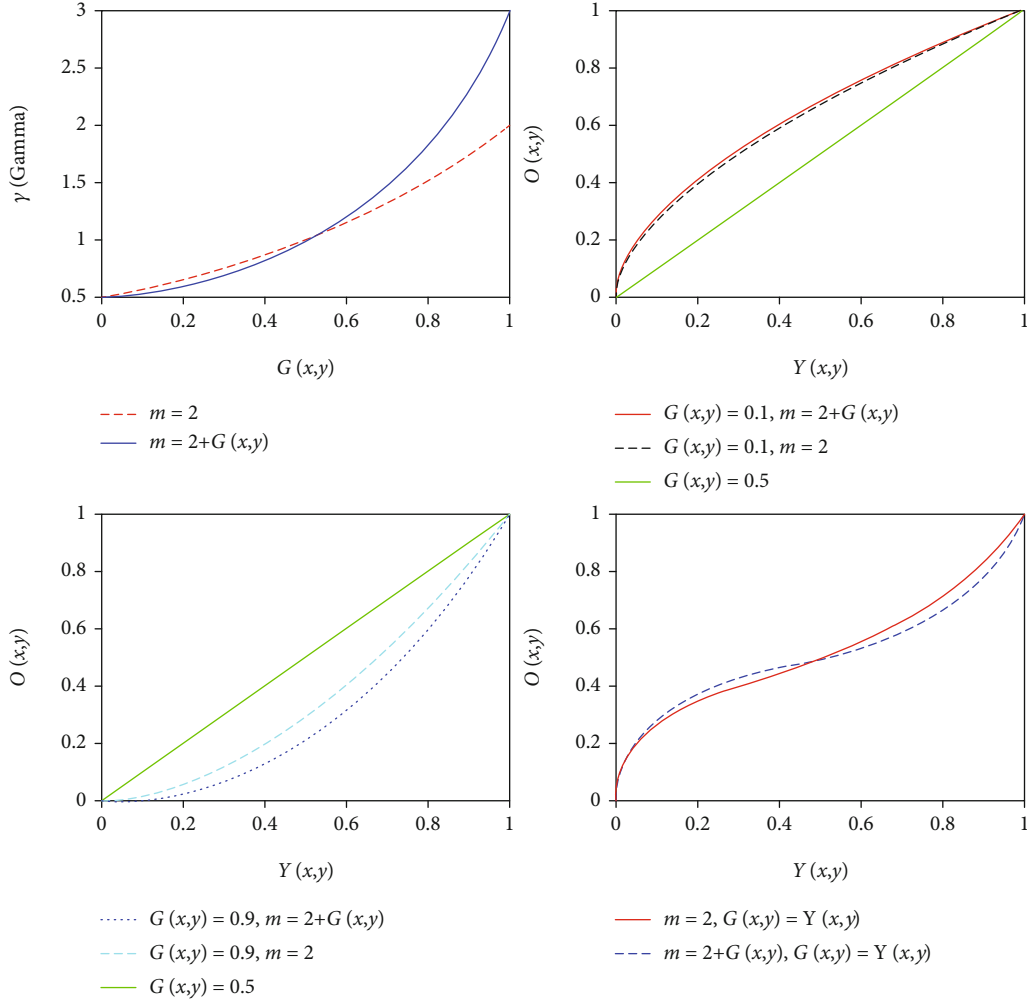 3
2.5
2
1.5
1
0.5
γ (Gamma)
0 0.2 0.4 0.6 0.8 1
G (x,y)
m = 2
m = 2+G (x,y)
1
0.8
0.6
0.4
0.2
0
O (x,y)
0 0.2 0.4 0.6 0.8 1
Y (x,y)
G (x,y) = 0.1, m = 2+G (x,y)
G (x,y) = 0.1, m = 2
G (x,y) = 0.5
1
0.8
0.6
0.4
0.2
0
O (x,y)
0 0.2 0.4 0.6 0.8 1
Y (x,y)
G (x,y) = 0.9, m = 2+G (x,y)
G (x,y) = 0.9, m = 2
G (x,y) = 0.5
1
0.8
0.6
0.4
0.2
0
O (x,y)
0 0.2 0.4 0.6 0.8 1
Y (x,y)
m = 2, G (x,y) = Y (x,y)
m = 2+G (x,y), G (x,y) = Y (x,y)